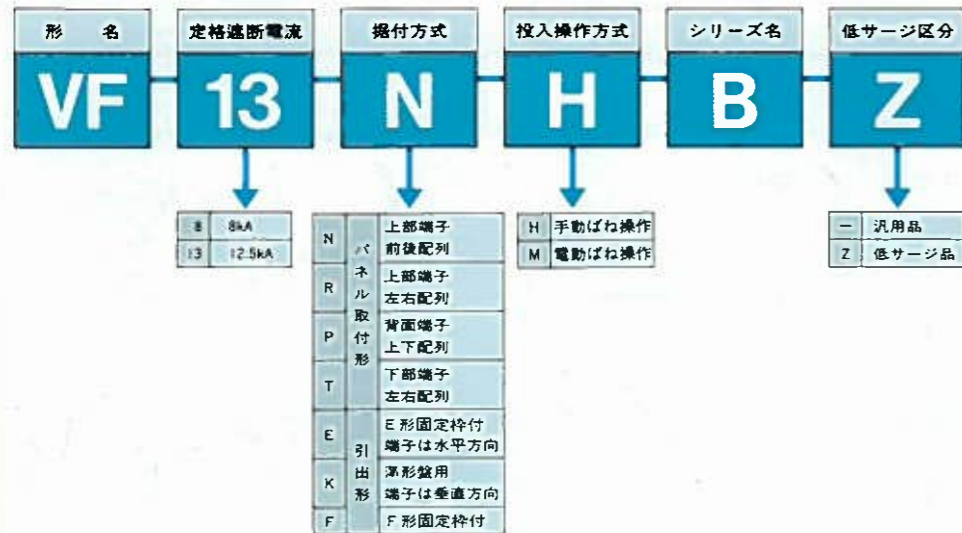 形 名
定格遮断電流
据付方式
投入操作方式
シリーズ名
低サージ区分
VF
13
N
H
B
Z
8 8kA
13 12.5kA
パネル取付形
N 上部端子
前後配列
R 上部端子
左右配列
P 背面端子
上下配列
T 下部端子
左右配列
引出形
E E形固定枠付
端子は水平方向
K 形盤用
端子は垂直方向
F F形固定枠付
H 手動ばね操作
M 電動ばね操作
― 汎用品
Z 低サージ品